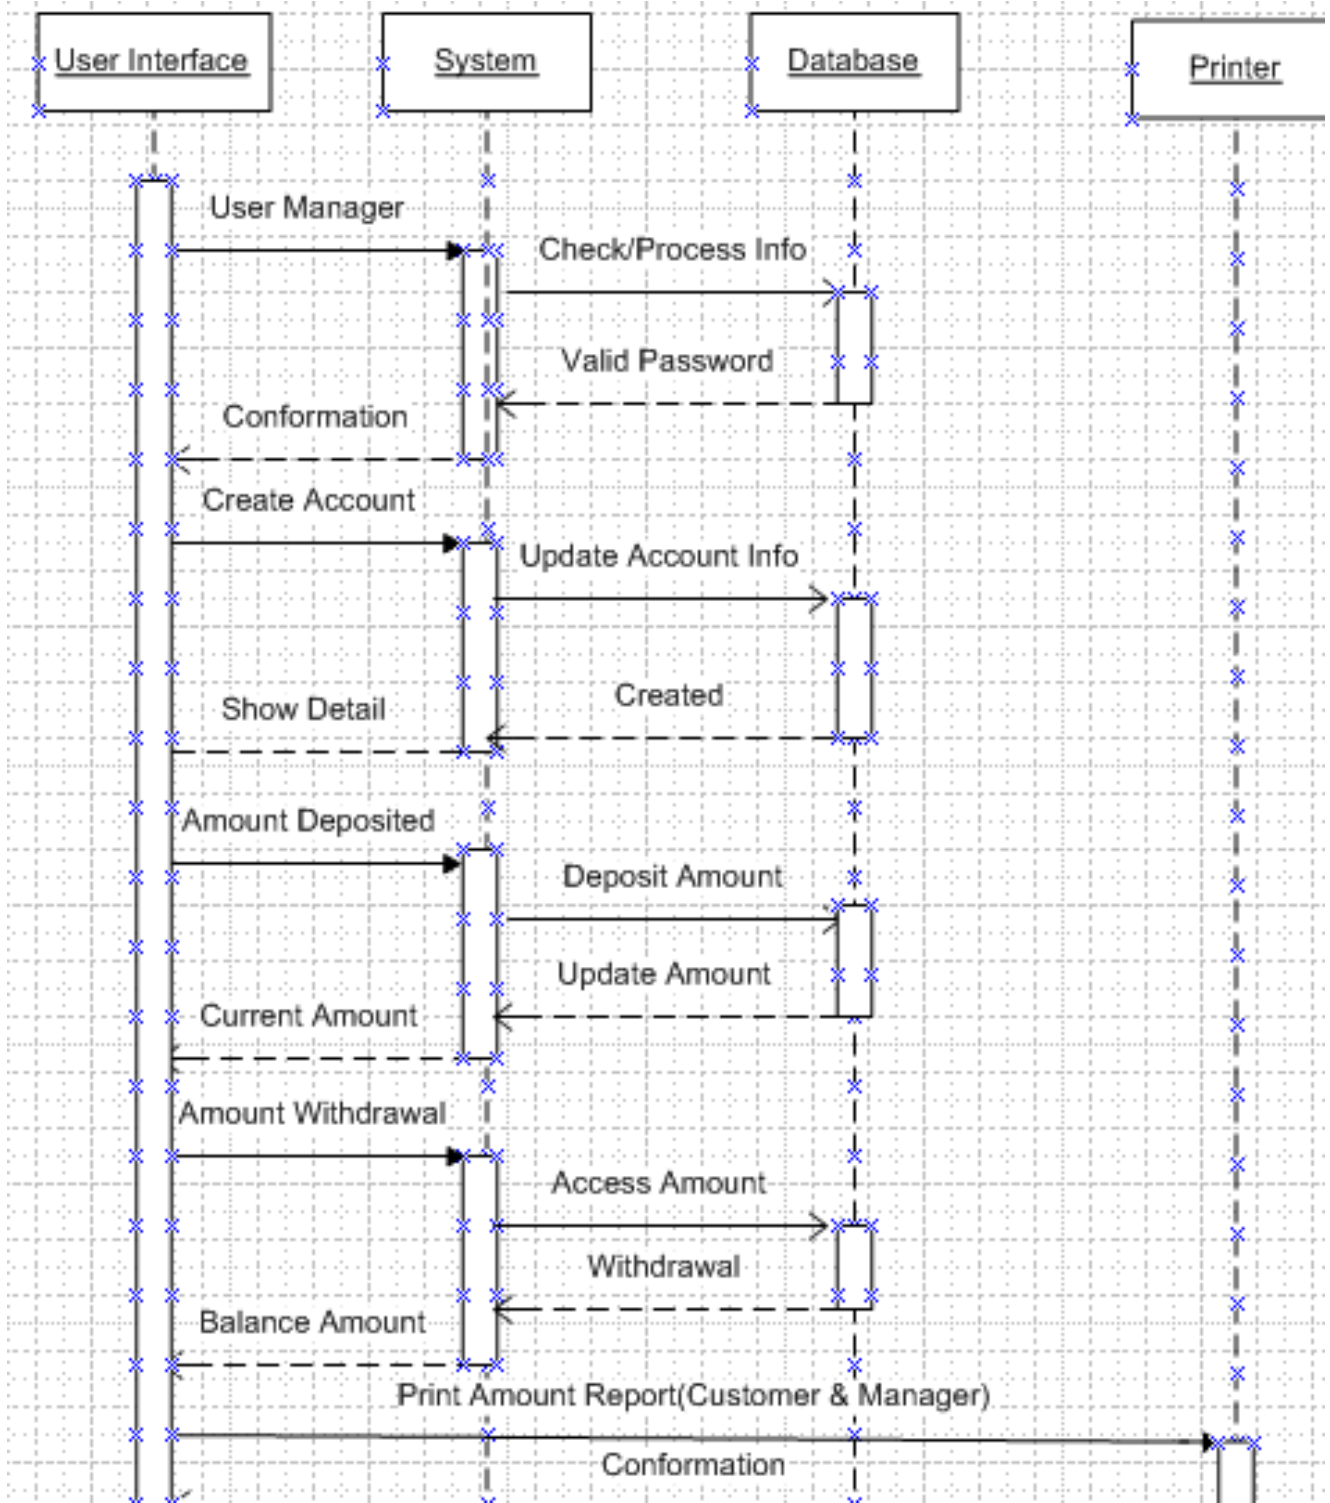 User Interface
System
Database
Printer
User Manager
Check/Process Info
Valid Password
Conformation
Create Account
Update Account Info
Created
Show Detail
Amount Deposited
Deposit Amount
Update Amount
Current Amount
Amount Withdrawal
Access Amount
Withdrawal
Balance Amount
Print Amount Report(Customer & Manager)
Conformation